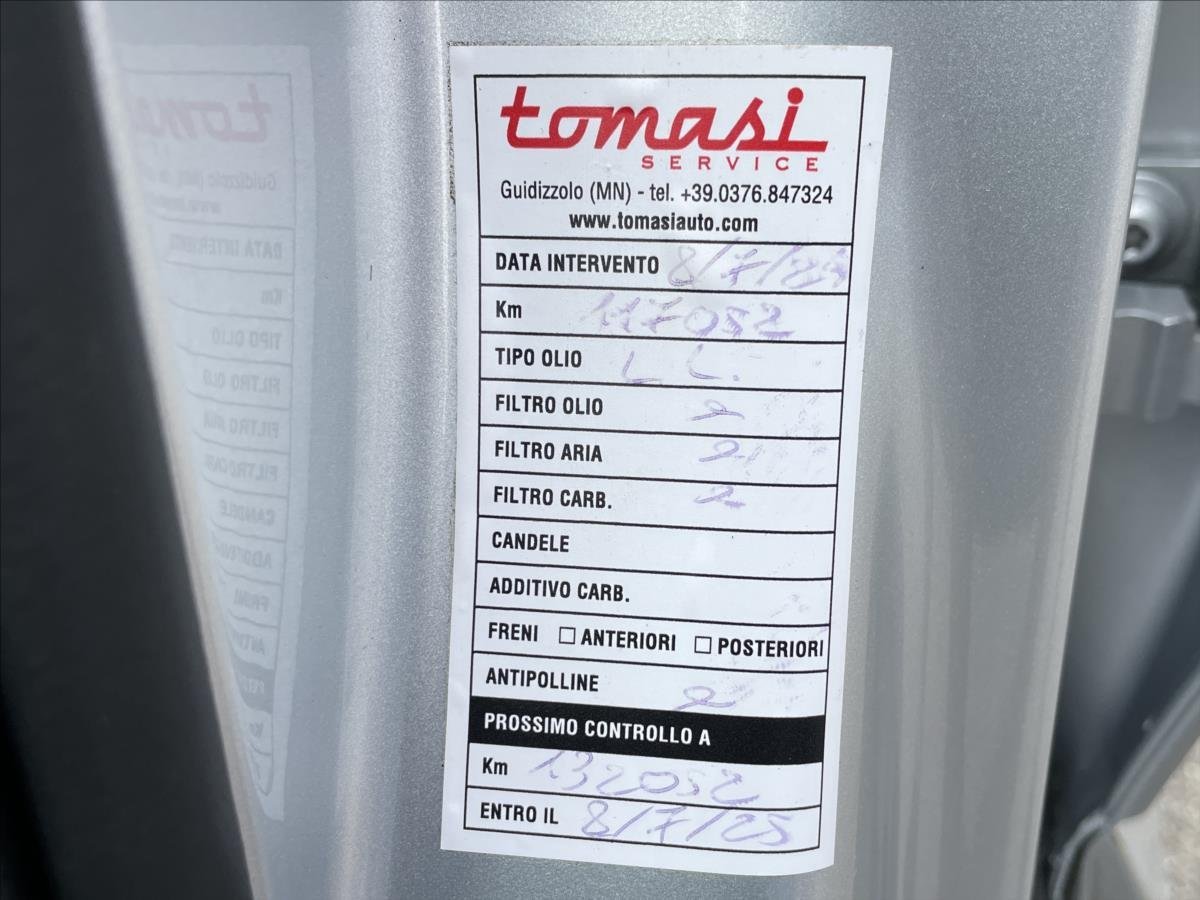 tomasi
SERVICE
Guidizzolo (MN) - tel. +39.0376.847324
www.tomasiauto.com
DATA INTERVENTO 8/7/24
Km 117052
TIPO OLIO L L.
FILTRO OLIO
FILTRO ARIA
FILTRO CARB.
CANDELE
ADDITIVO CARB.
FRENI ☐ ANTERIORI ☐ POSTERIORI
ANTIPOLLINE
PROSSIMO CONTROLLO A
Km 132052
ENTRO IL 8/7/25